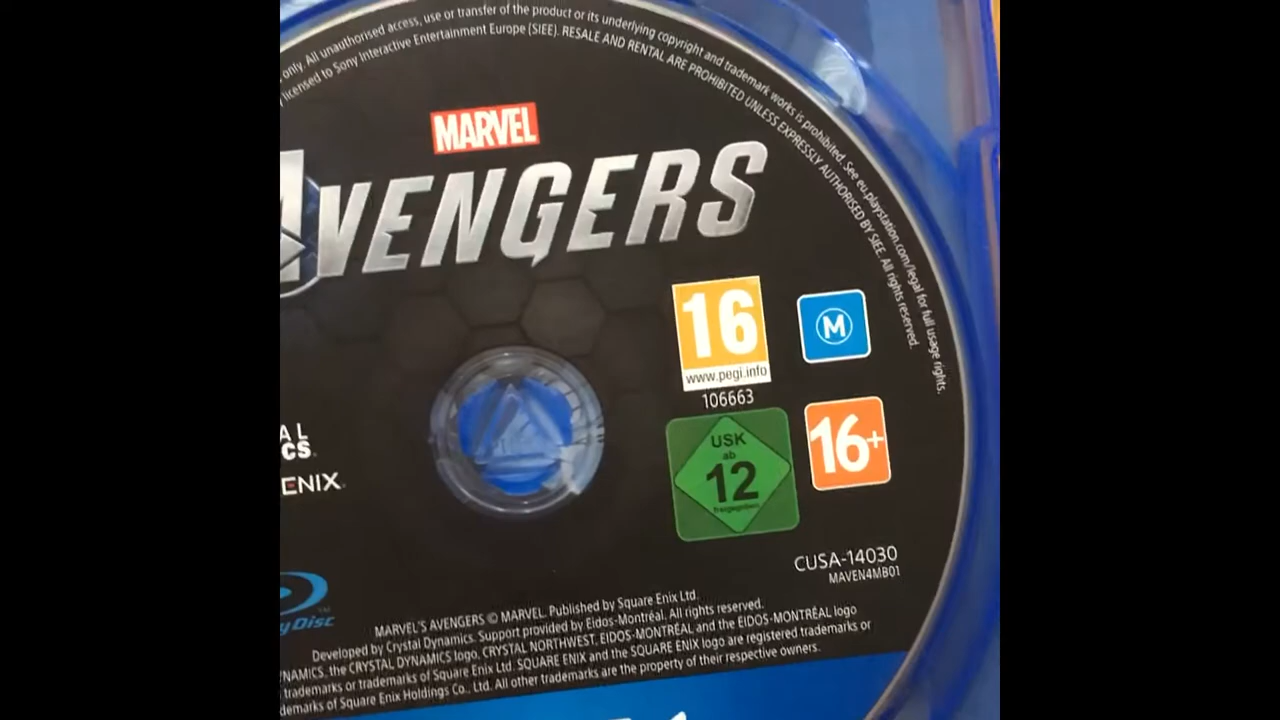 only. All unauthorised access, use or transfer of the product or its underlying copyright and trademark works is prohibited. See eu.playstation.com/legal for full usage rights.
licensed to Sony Interactive Entertainment Europe (SIEE). RESALE AND RENTAL ARE PROHIBITED UNLESS EXPRESSLY AUTHORISED BY SIEE. All rights reserved.
MARVEL
AVENGERS
16
www.pegi.info
106663
M
USK
ab
12
freigegeben
16+
AL
CS.
ENIX.
CUSA-14030
MAVEN4MB01
y Disc
TM
MARVEL'S AVENGERS © MARVEL. Published by Square Enix Ltd.
Developed by Crystal Dynamics. Support provided by Eidos-Montréal. All rights reserved.
NAMICS, the CRYSTAL DYNAMICS logo, CRYSTAL NORTHWEST, EIDOS-MONTRÉAL and the EIDOS-MONTRÉAL logo
trademarks or trademarks of Square Enix Ltd. SQUARE ENIX and the SQUARE ENIX logo are registered trademarks or
demarks of Square Enix Holdings Co., Ltd. All other trademarks are the property of their respective owners.